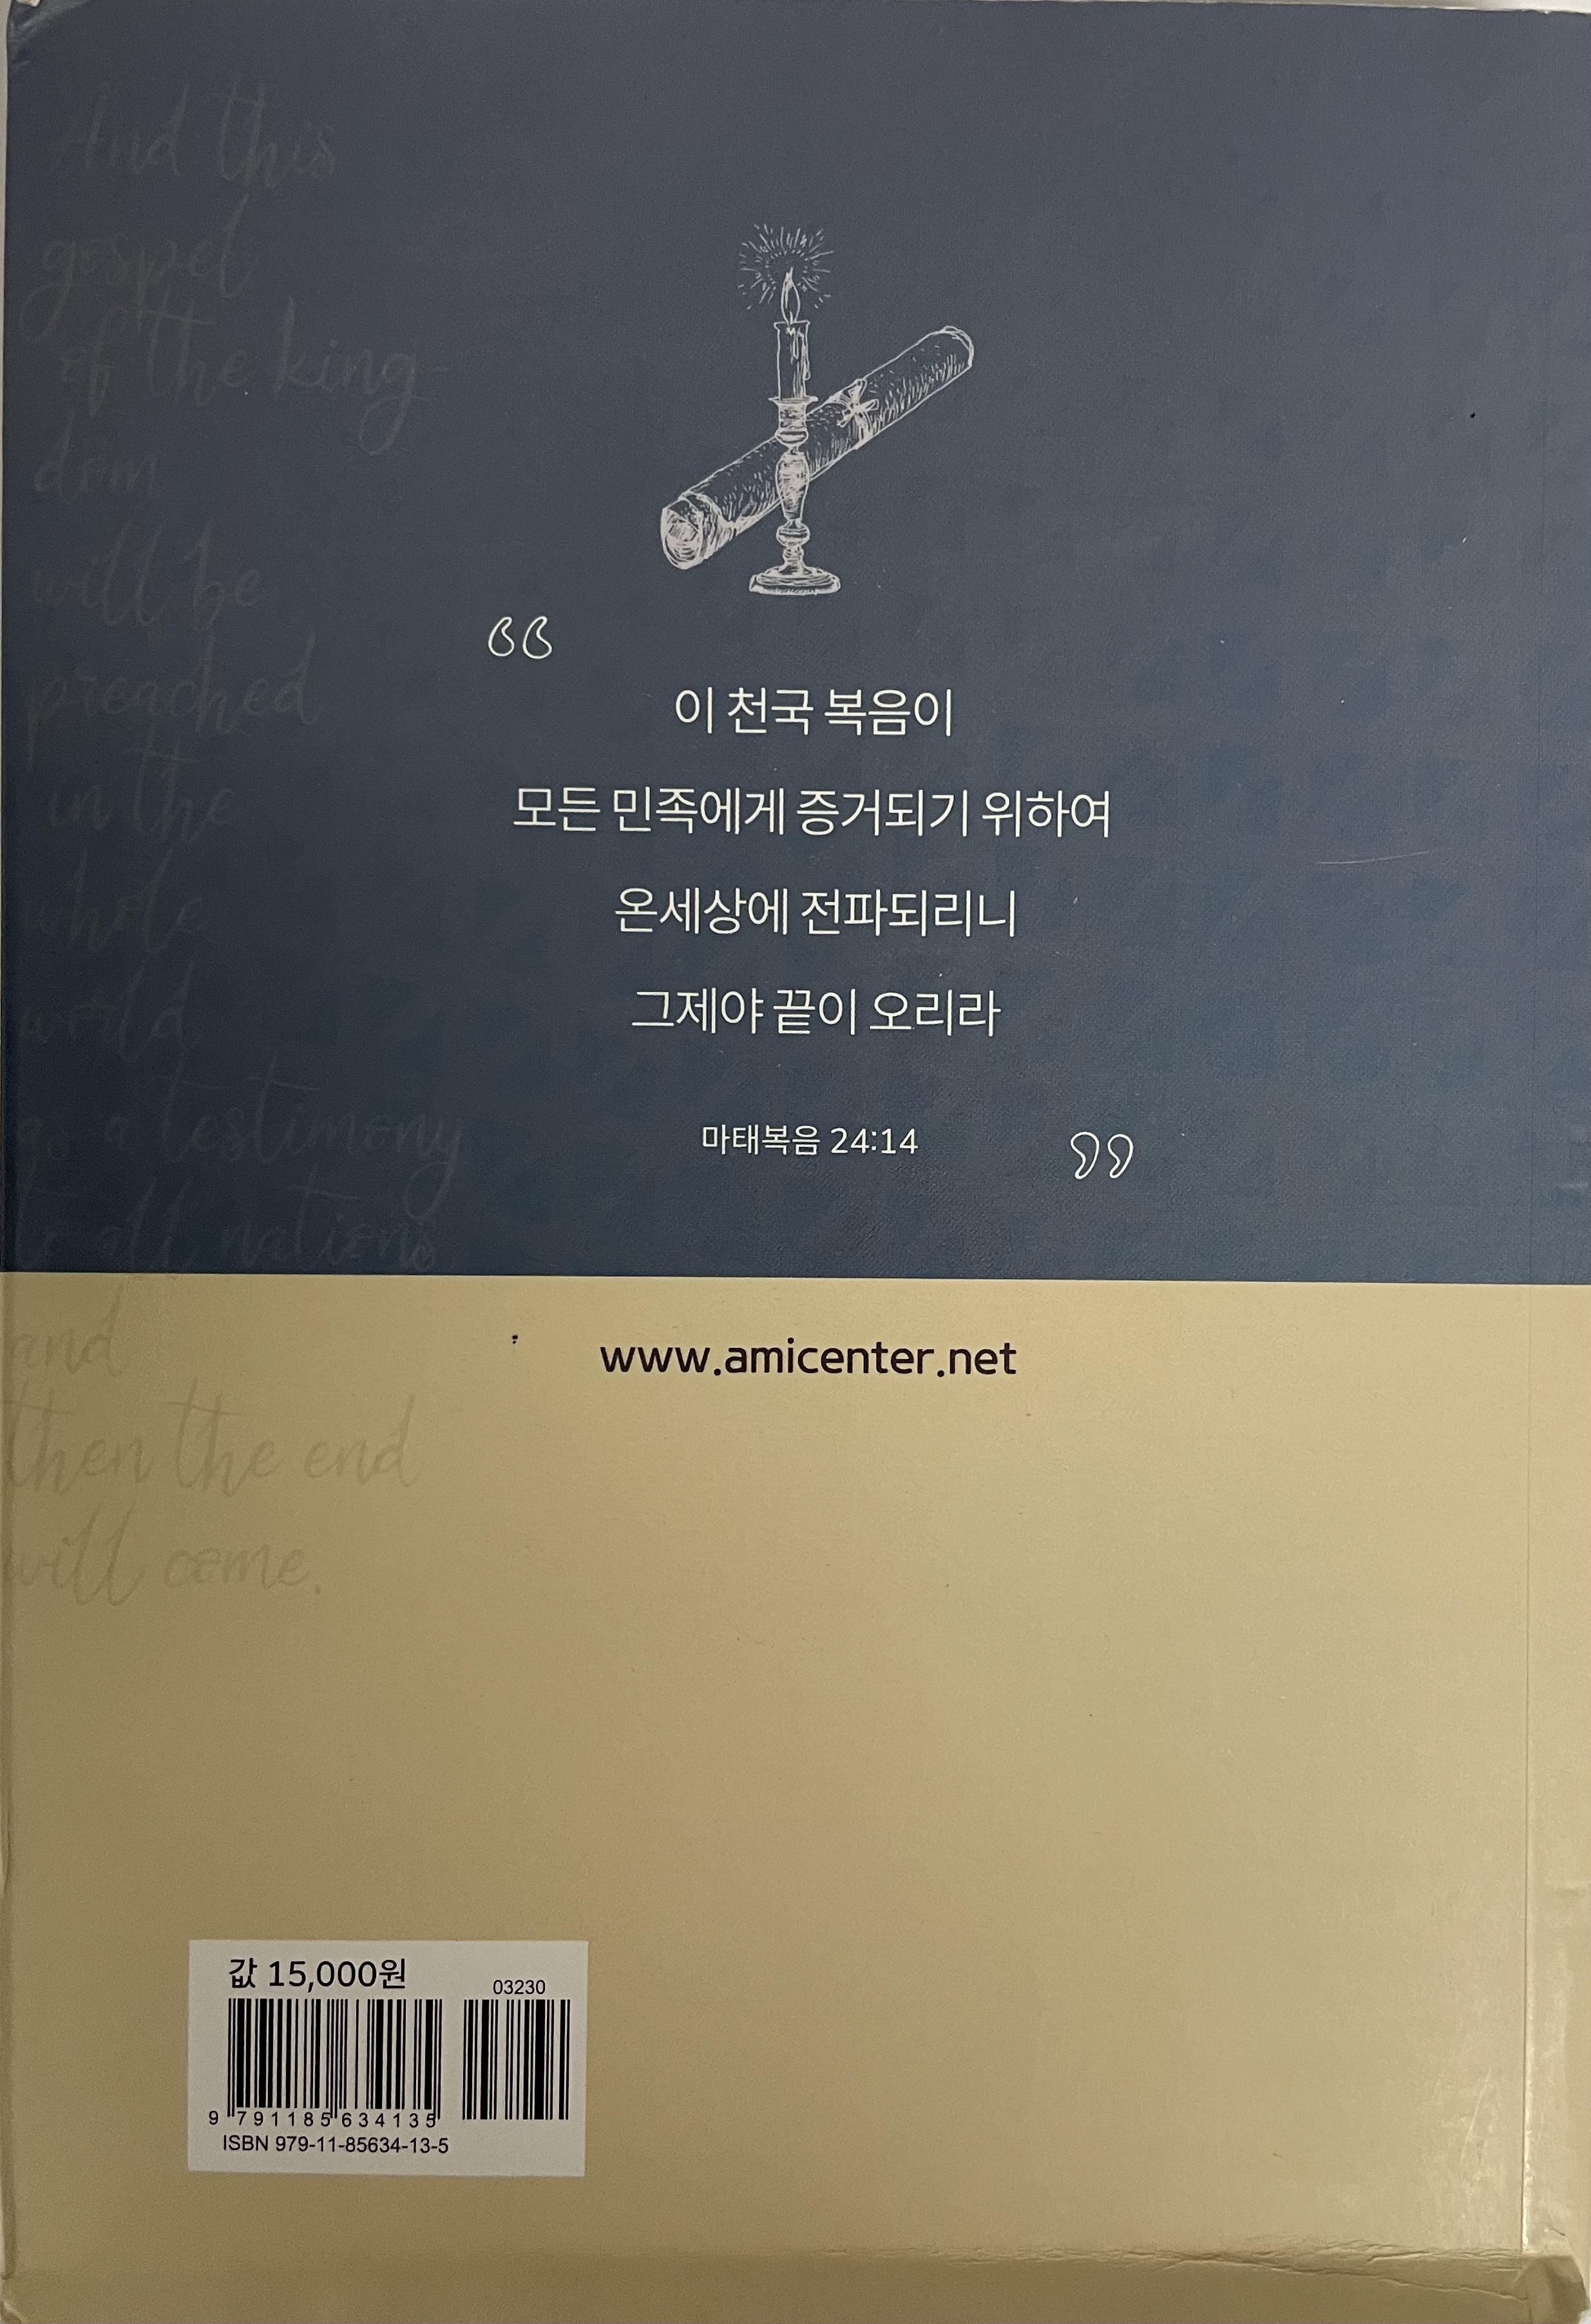 And this
gospel
of the king
dom
will be
preached
in the
whole
world
as a testimony
to all nations,
and
then the end
will come.
“
이 천국 복음이
모든 민족에게 증거되기 위하여
온세상에 전파되리니
그제야 끝이 오리라
마태복음 24:14
”
www.amicenter.net
값 15,000원
03230
9 791185 634135
ISBN 979-11-85634-13-5